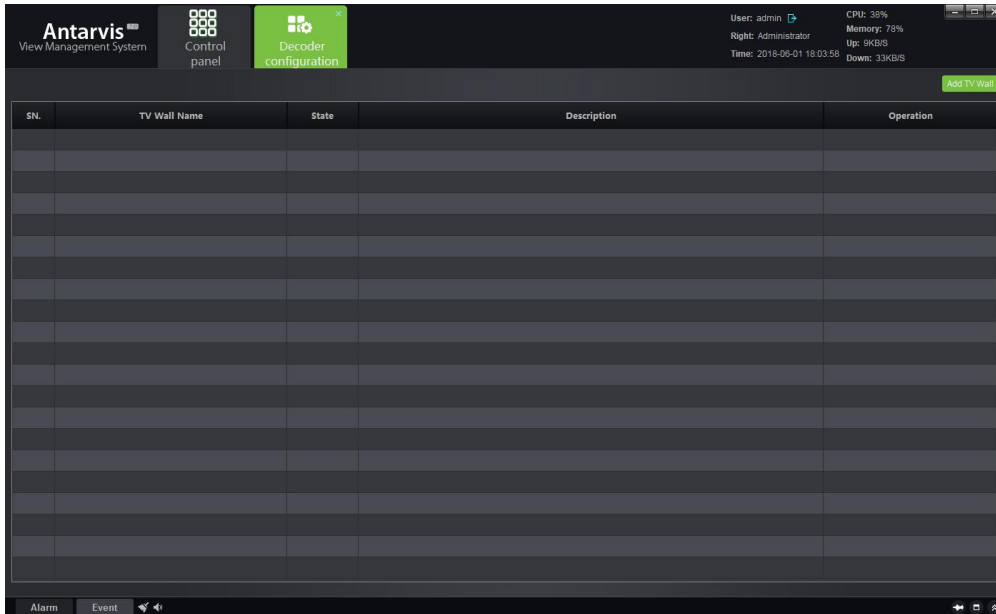 Antarvis
View Management System
Control
panel
Decoder
configuration
User: admin
Right: Administrator
Time: 2018-06-01 18:03:58
CPU: 38%
Memory: 78%
Up: 9KB/S
Down: 33KB/S
Add TV Wall
SN. TV Wall Name State Description Operation
Alarm Event